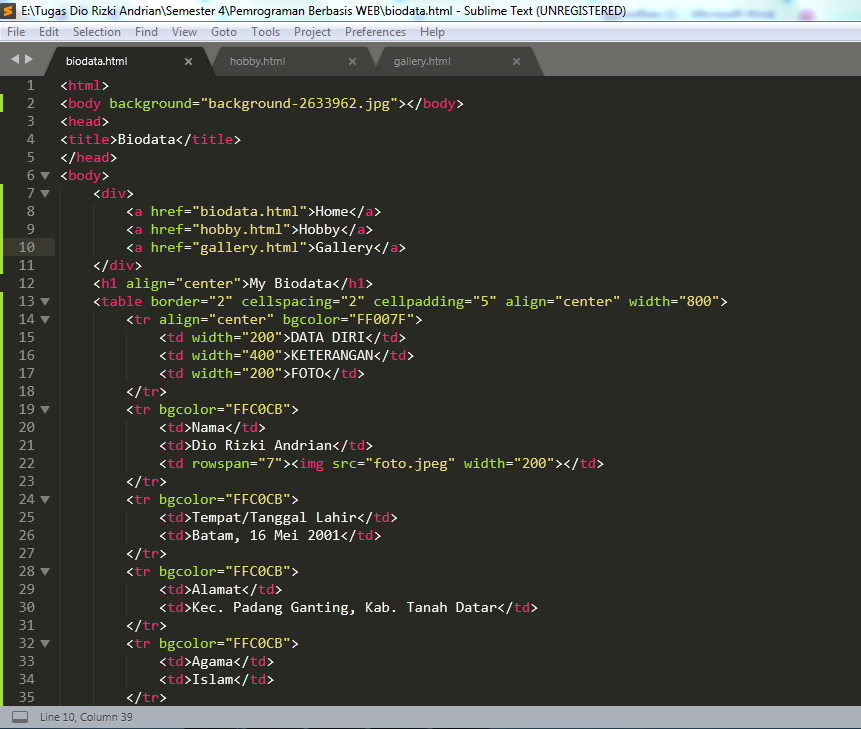 E:\Tugas Dio Rizki Andrian\Semester 4\Pemrograman Berbasis WEB\biodata.html - Sublime Text (UNREGISTERED)
File Edit Selection Find View Goto Tools Project Preferences Help
biodata.html × hobby.html × gallery.html ×
1 <html>
2 <body background="background-2633962.jpg"></body>
3 <head>
4 <title>Biodata</title>
5 </head>
6 <body>
7 <div>
8 <a href="biodata.html">Home</a>
9 <a href="hobby.html">Hobby</a>
10 <a href="gallery.html">Gallery</a>
11 </div>
12 <h1 align="center">My Biodata</h1>
13 <table border="2" cellspacing="2" cellpadding="5" align="center" width="800">
14 <tr align="center" bgcolor="FF007F">
15 <td width="200">DATA DIRI</td>
16 <td width="400">KETERANGAN</td>
17 <td width="200">FOTO</td>
18 </tr>
19 <tr bgcolor="FFC0CB">
20 <td>Nama</td>
21 <td>Dio Rizki Andrian</td>
22 <td rowspan="7"><img src="foto.jpeg" width="200"></td>
23 </tr>
24 <tr bgcolor="FFC0CB">
25 <td>Tempat/Tanggal Lahir</td>
26 <td>Batam, 16 Mei 2001</td>
27 </tr>
28 <tr bgcolor="FFC0CB">
29 <td>Alamat</td>
30 <td>Kec. Padang Ganting, Kab. Tanah Datar</td>
31 </tr>
32 <tr bgcolor="FFC0CB">
33 <td>Agama</td>
34 <td>Islam</td>
35 </tr>
Line 10, Column 39